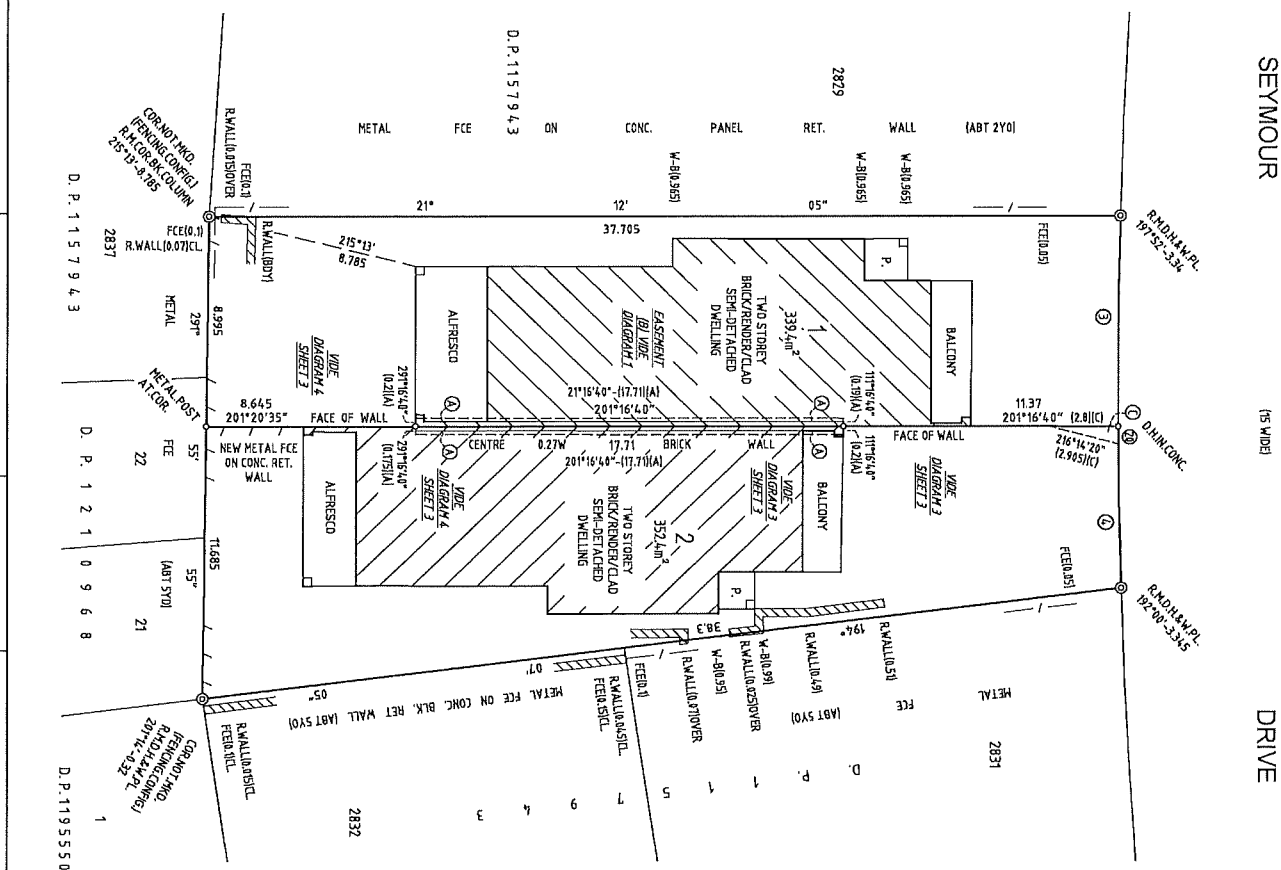 SEYMOUR
(15 WIDE)
DRIVE
R.M.D.H.&W.PL.
197°52'-3.34
3
C
20
D.H.IN.CONC.
4
R.M.D.H.&W.PL.
192°00'-3.345
FCE(0.05)
11.37
201°16'40" (2.8)(C)
216°14'20"
(2.905)(C)
FCE(0.05)
2829
D.P.1157943
METAL FCE ON CONC. PANEL RET. WALL (ABT 2YO)
W-B(0.965)
W-B(0.965)
W-B(0.965)
21° 12' 05"
37.705
P.
BALCONY
1
339.4m²
TWO STOREY
BRICK/RENDER/CLAD
SEMI-DETACHED
DWELLING
EASEMENT
(B) VIDE
DIAGRAM 1
ALFRESCO
215°13'
8.785
VIDE
DIAGRAM 4
SHEET 3
111°16'40"
(0.19)(A)
FACE OF WALL
111°16'40"
(0.2)(A)
A
21°16'40"-(17.71)(A)
201°16'40"
CENTRE 0.27W 17.71 BRICK WALL
201°16'40"-(17.71)(A)
A
A
A
291°16'40"
(0.2)(A)
291°16'40"
(0.175)(A)
8.645
201°20'35"
FACE OF WALL
NEW METAL FCE
ON CONC. RET.
WALL
VIDE
DIAGRAM 3
SHEET 3
VIDE
DIAGRAM 3
SHEET 3
BALCONY
P.
2
352.4m²
TWO STOREY
BRICK/RENDER/CLAD
SEMI-DETACHED
DWELLING
VIDE
DIAGRAM 4
SHEET 3
ALFRESCO
194° 07' 05"
38.3
R.WALL(0.51)
R.WALL(0.49)
W-B(0.99)
R.WALL(0.025)OVER
W-B(0.95)
R.WALL(0.07)OVER
FCE(0.1)
R.WALL(0.045)CL.
FCE(0.15)CL.
METAL FCE (ABT 5YO)
2831
D. P. 1 1 5 7 9 4 3
METAL FCE ON CONC. BLK. RET WALL (ABT 5YO)
2832
R.WALL(0.015)CL.
FCE(0.1)CL.
COR.NOT.MKD.
(FENCING.CONFIG.)
R.M.D.H.&W.PL.
201°14'-0.32
COR.NOT.MKD.
(FENCING.CONFIG.)
R.M.COR.BK.COLUMN
215°13'-8.785
R.WALL(0.015)OVER
FCE(0.1)
R.WALL(BDY)
FCE(0.1)
R.WALL(0.07)CL.
8.995
METAL 291° 55' 55"
FCE
(ABT 5YO)
METAL POST
AT.COR.
11.685
2837
D.P.1157943
22
21
D.P.1210968
1
D.P.1195550